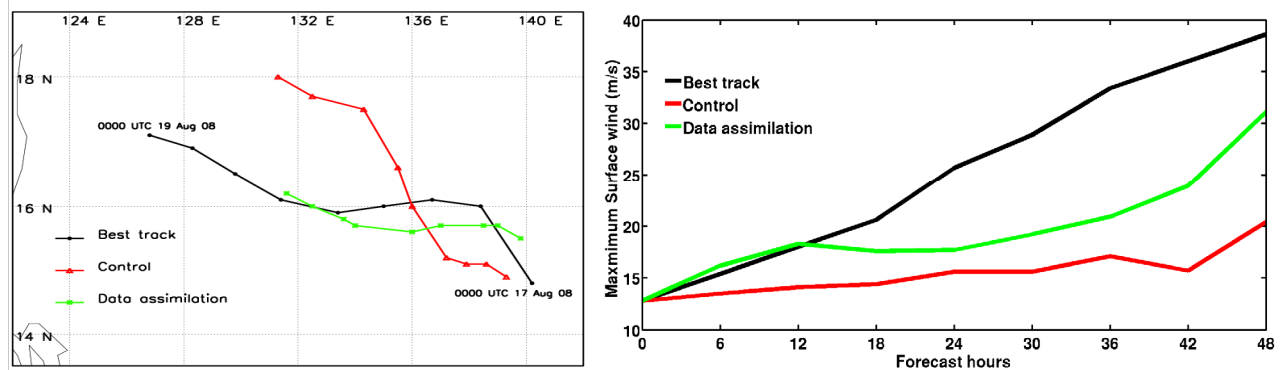 124 E 128 E 132 E 136 E 140 E
18 N
0000 UTC 19 Aug 08
16 N
Best track
Control
Data assimilation
0000 UTC 17 Aug 08
14 N
Maxmimum Surface wind (m/s)
40
35
30
25
20
15
10
Best track
Control
Data assimilation
0 6 12 18 24 30 36 42 48
Forecast hours